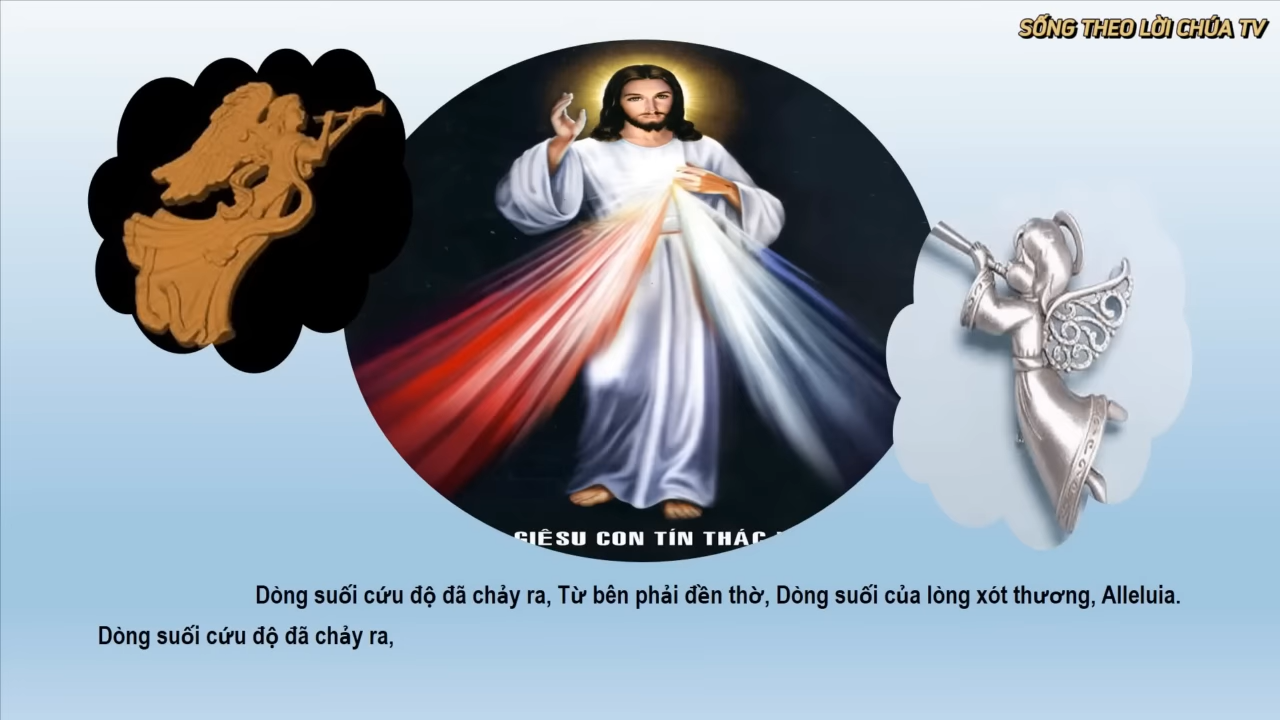 SỐNG THEO LỜI CHÚA TV
GIÊSU CON TÍN THÁC
Dòng suối cứu độ đã chảy ra, Từ bên phải đền thờ, Dòng suối của lòng xót thương, Alleluia.
Dòng suối cứu độ đã chảy ra,